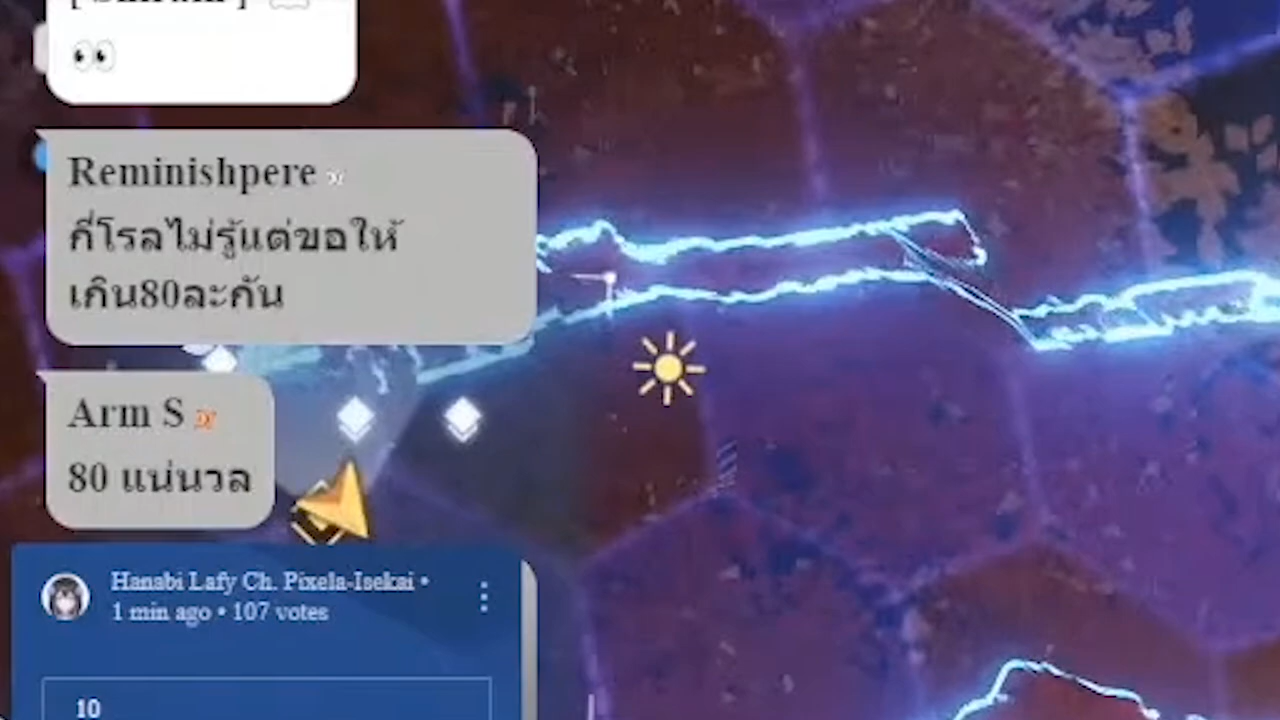 👀
Reminishpere
กี่โรลไม่รู้แต่ขอให้
เกิน80ละกัน
Arm S
80 แน่นวล
Hanabi Lafy Ch. Pixela-Isekai •
1 min ago • 107 votes
10